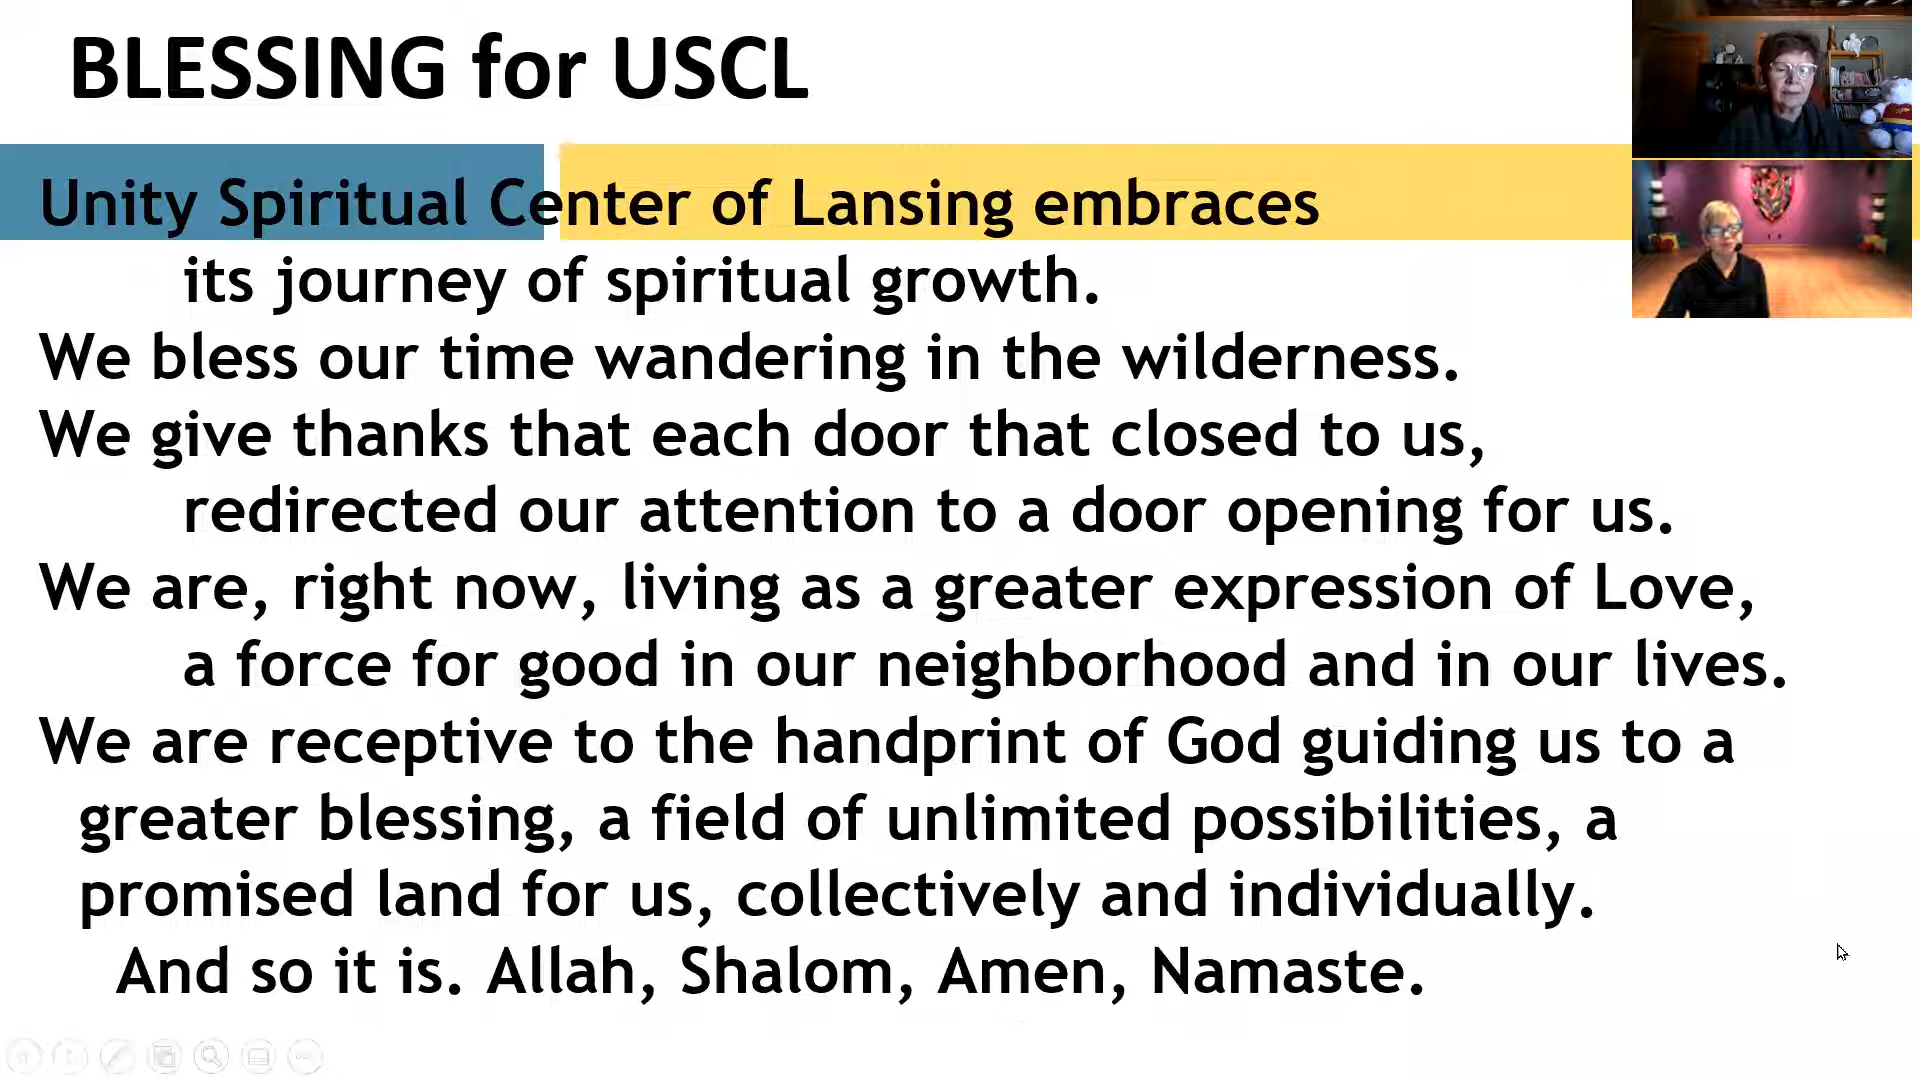 BLESSING for USCL
Unity Spiritual Center of Lansing embraces
its journey of spiritual growth.
We bless our time wandering in the wilderness.
We give thanks that each door that closed to us,
redirected our attention to a door opening for us.
We are, right now, living as a greater expression of Love,
a force for good in our neighborhood and in our lives.
We are receptive to the handprint of God guiding us to a
greater blessing, a field of unlimited possibilities, a
promised land for us, collectively and individually.
And so it is. Allah, Shalom, Amen, Namaste.